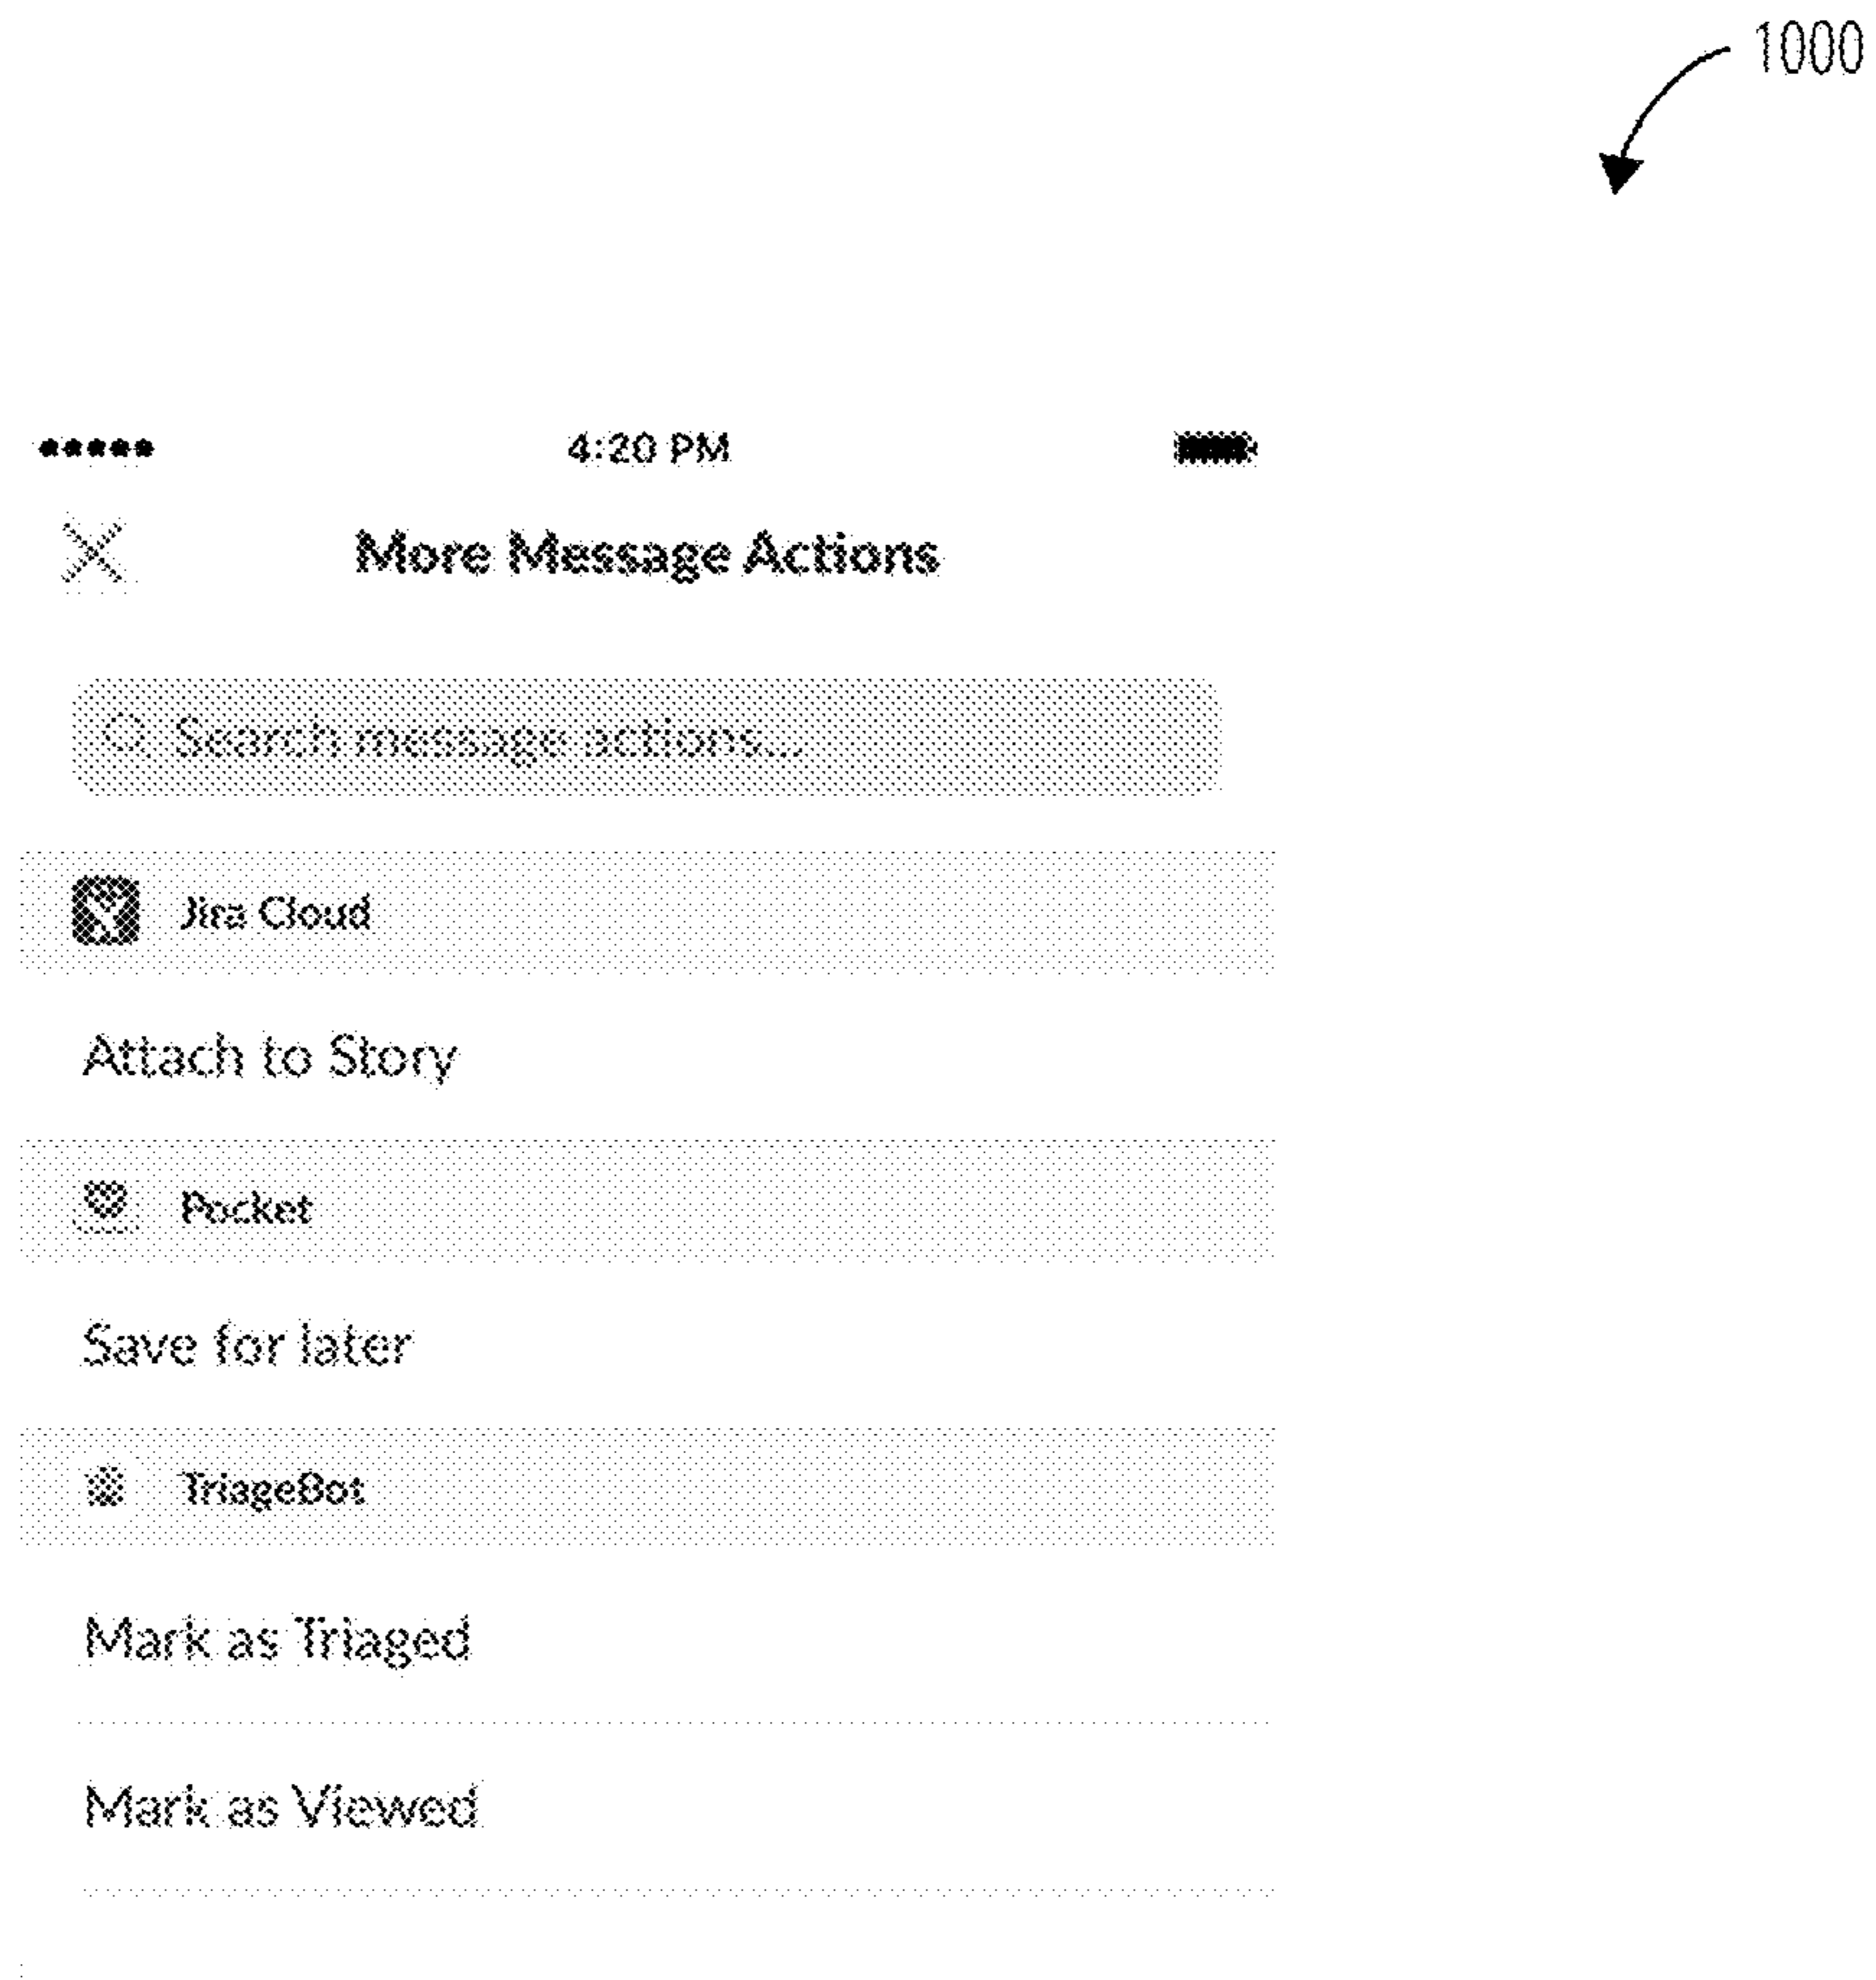 1000
4:20 PM
More Message Actions
Search message actions...
Jira Cloud
Attach to Story
Pocket
Save for later
TriageBot
Mark as Triaged
Mark as Viewed